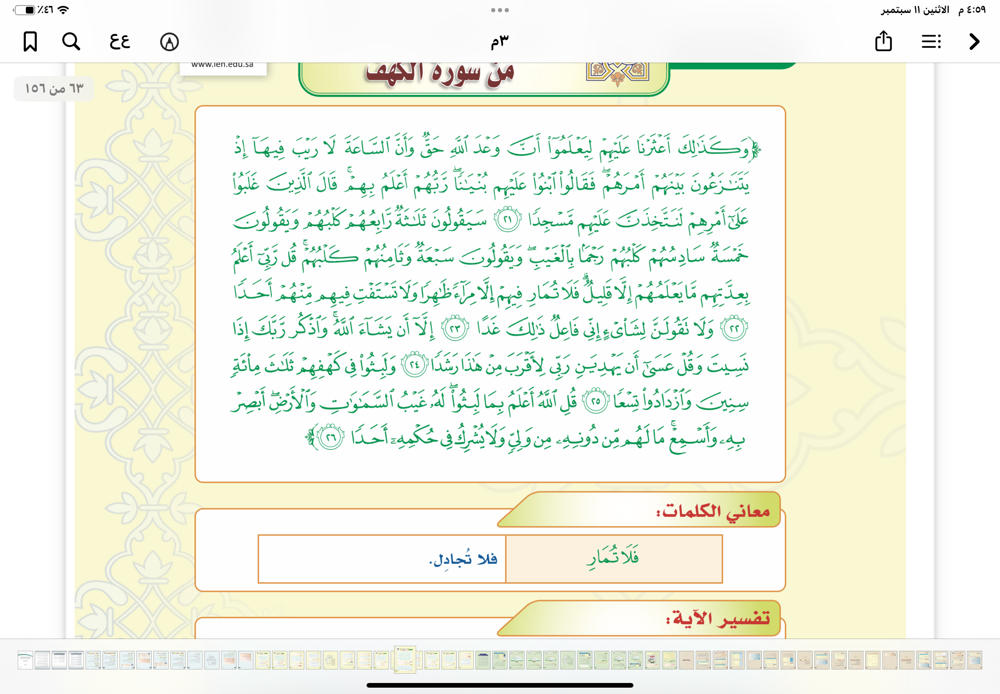 ٤:٥٩ م الاثنين ١١ سبتمبر
٪٤٦
م٣
عع
www.ien.edu.sa
٦٣ من ١٥٦
من سورة الكهف
﴿وَكَذَٰلِكَ أَعۡثَرۡنَا عَلَيۡهِمۡ لِيَعۡلَمُوٓاْ أَنَّ وَعۡدَ ٱللَّهِ حَقّٞ وَأَنَّ ٱلسَّاعَةَ لَا رَيۡبَ فِيهَآ إِذۡ
يَتَنَٰزَعُونَ بَيۡنَهُمۡ أَمۡرَهُمۡۖ فَقَالُواْ ٱبۡنُواْ عَلَيۡهِم بُنۡيَٰنٗاۖ رَّبُّهُمۡ أَعۡلَمُ بِهِمۡۚ قَالَ ٱلَّذِينَ غَلَبُواْ
عَلَىٰٓ أَمۡرِهِمۡ لَنَتَّخِذَنَّ عَلَيۡهِم مَّسۡجِدٗا ٢١ سَيَقُولُونَ ثَلَٰثَةٞ رَّابِعُهُمۡ كَلۡبُهُمۡ وَيَقُولُونَ
خَمۡسَةٞ سَادِسُهُمۡ كَلۡبُهُمۡ رَجۡمَۢا بِٱلۡغَيۡبِۖ وَيَقُولُونَ سَبۡعَةٞ وَثَامِنُهُمۡ كَلۡبُهُمۡۚ قُل رَّبِّيٓ أَعۡلَمُ
بِعِدَّتِهِم مَّا يَعۡلَمُهُمۡ إِلَّا قَلِيلٞۗ فَلَا تُمَارِ فِيهِمۡ إِلَّا مِرَآءٗ ظَٰهِرٗا وَلَا تَسۡتَفۡتِ فِيهِم مِّنۡهُمۡ أَحَدٗا
٢٢ وَلَا تَقُولَنَّ لِشَاْيۡءٍ إِنِّي فَاعِلٞ ذَٰلِكَ غَدًا ٢٣ إِلَّآ أَن يَشَآءَ ٱللَّهُۚ وَٱذۡكُر رَّبَّكَ إِذَا
نَسِيتَ وَقُلۡ عَسَىٰٓ أَن يَهۡدِيَنِ رَبِّي لِأَقۡرَبَ مِنۡ هَٰذَا رَشَدٗا ٢٤ وَلَبِثُواْ فِي كَهۡفِهِمۡ ثَلَٰثَ مِاْئَةٖ
سِنِينَ وَٱزۡدَادُواْ تِسۡعٗا ٢٥ قُلِ ٱللَّهُ أَعۡلَمُ بِمَا لَبِثُواْۖ لَهُۥ غَيۡبُ ٱلسَّمَٰوَٰتِ وَٱلۡأَرۡضِۖ أَبۡصِرۡ
بِهِۦ وَأَسۡمِعۡۚ مَا لَهُم مِّن دُونِهِۦ مِن وَلِيّٖ وَلَا يُشۡرِكُ فِي حُكۡمِهِۦٓ أَحَدٗا ٢٦﴾
معاني الكلمات:
فَلَا تُمَارِ
فلا تُجادِل.
تفسير الآية: